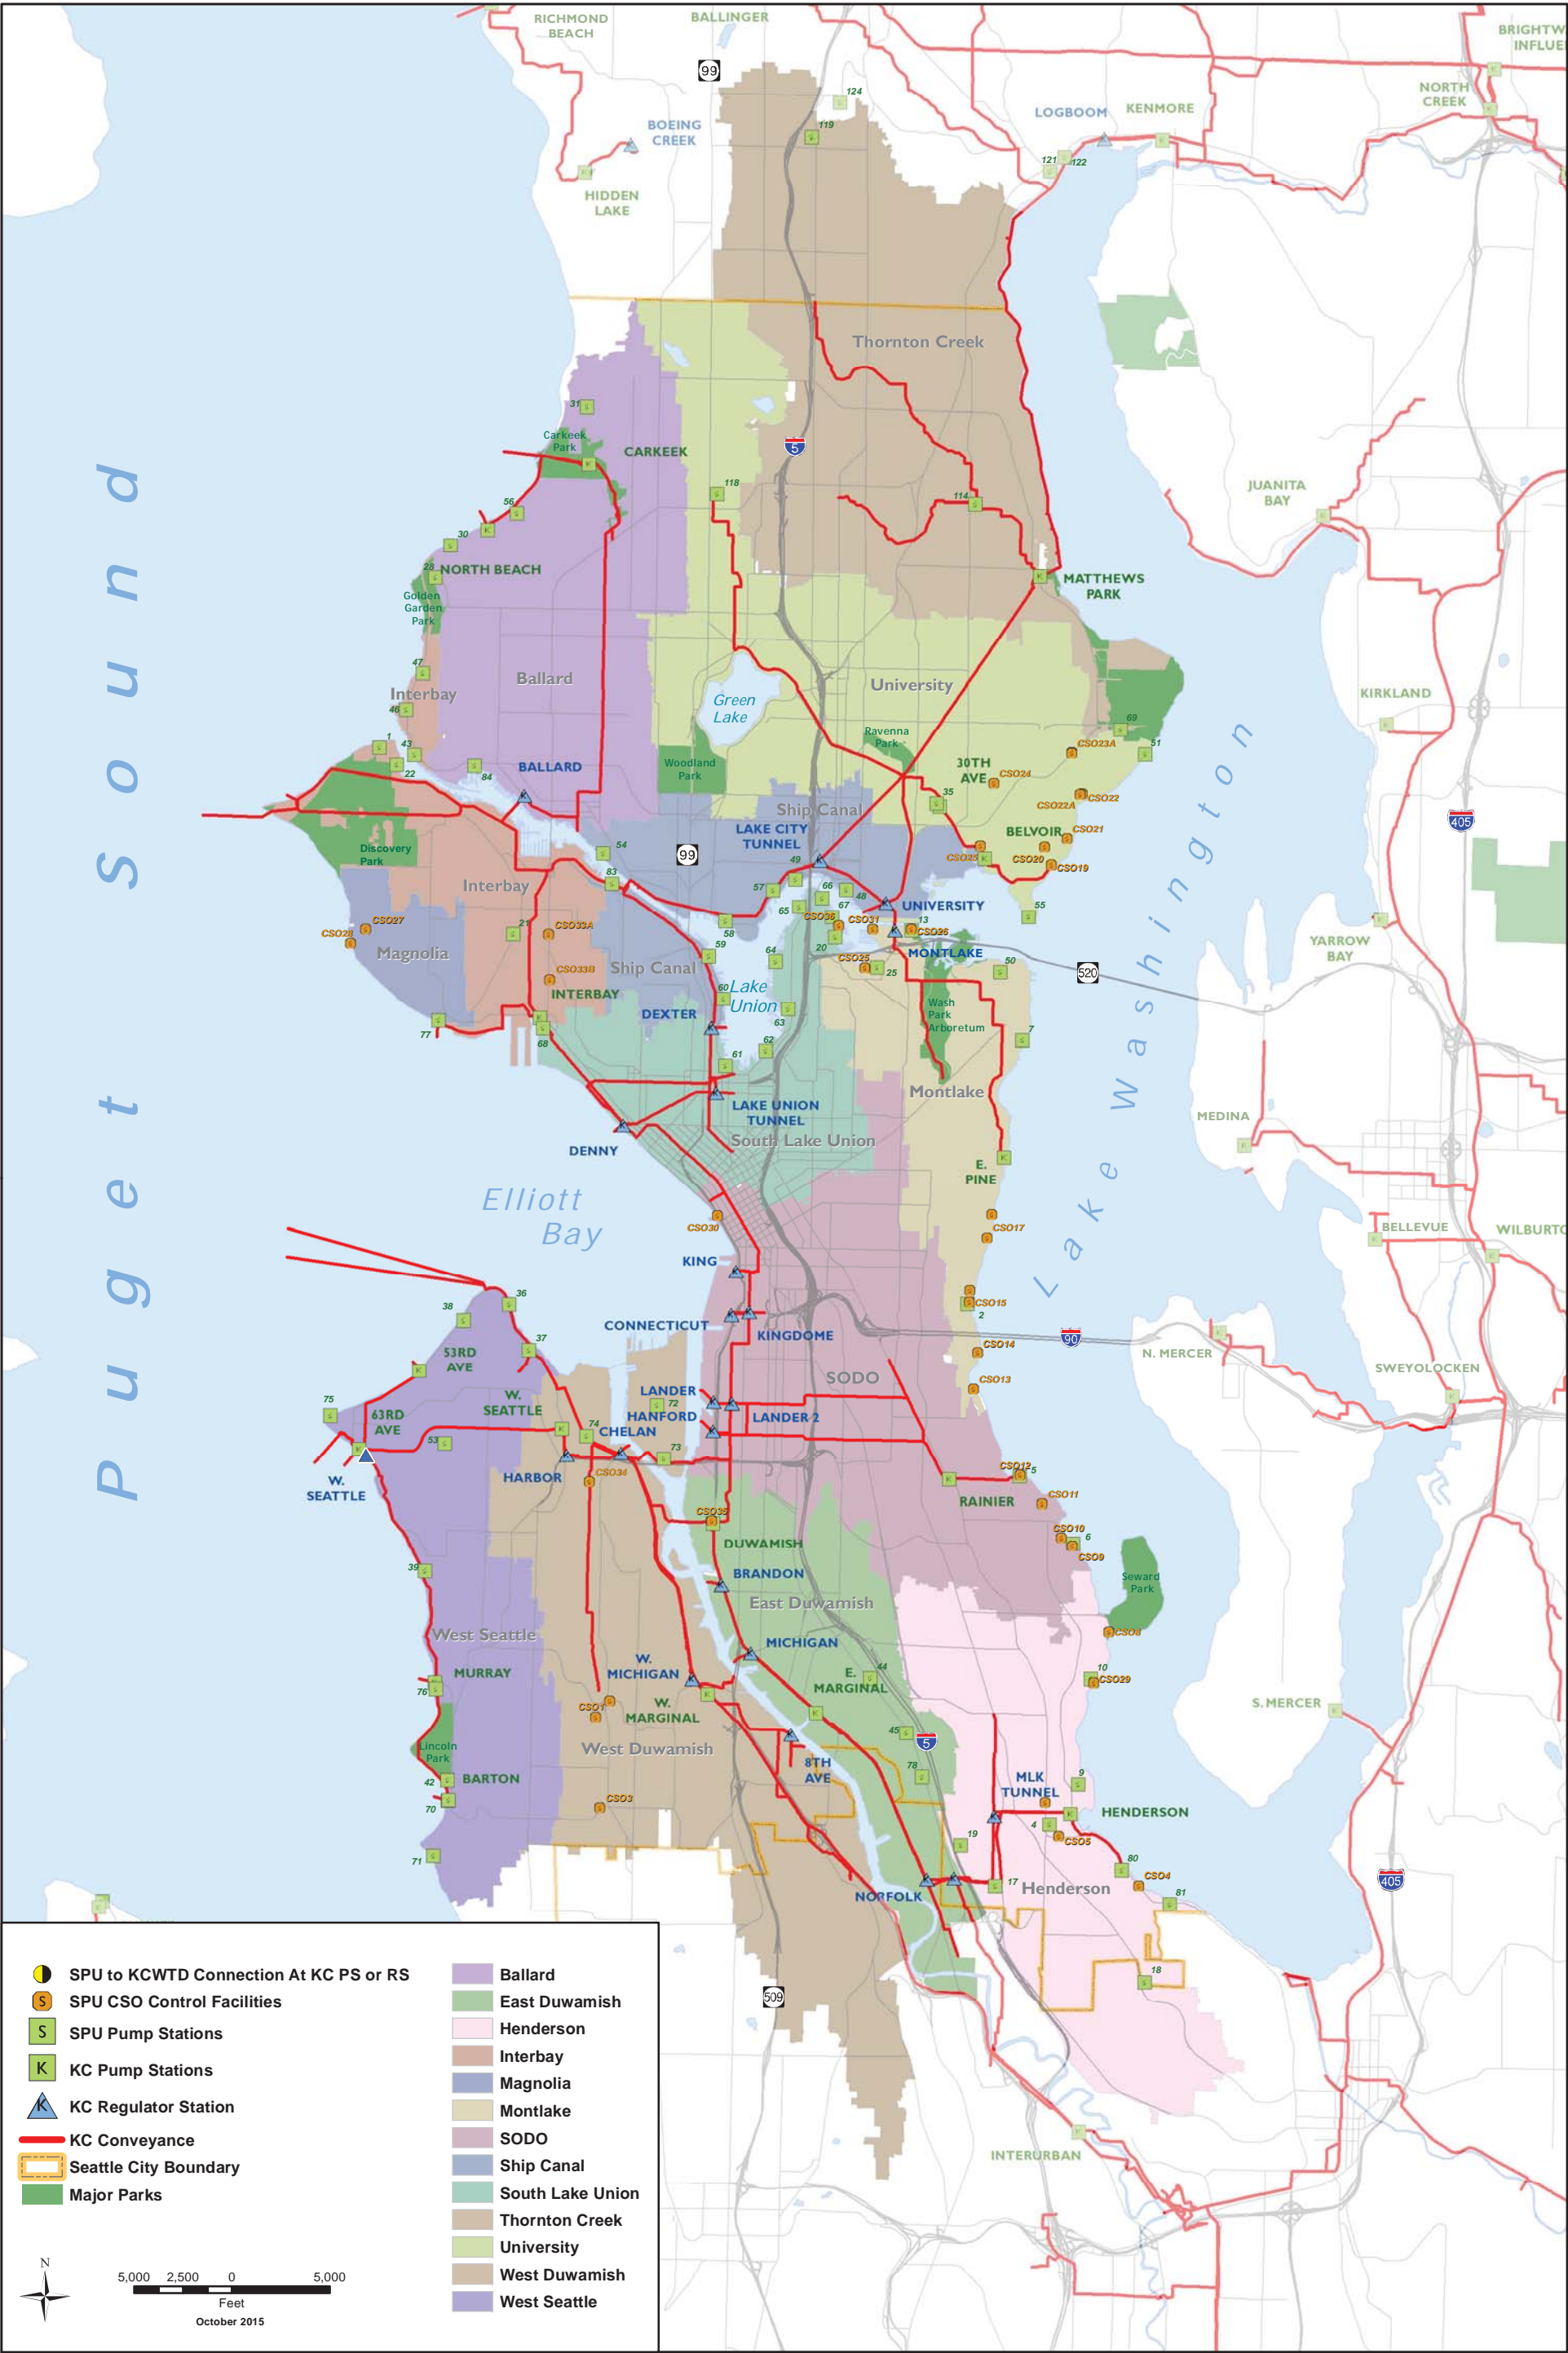 RICHMOND
BEACH
BALLINGER
BRIGHTW
INFLUE
99
124
119
NORTH
CREEK
LOGBOOM
KENMORE
BOEING
CREEK
121
122
HIDDEN
LAKE
Thornton Creek
31
Carkeek
Park
CARKEEK
5
118
114
JUANITA
BAY
56
30
28
NORTH BEACH
MATTHEWS
PARK
Golden
Garden
Park
47
Interbay
46
Ballard
University
Green
Lake
KIRKLAND
Puget Sound
Ravenna
Park
69
51
CSO23A
1
43
22
84
BALLARD
Woodland
Park
30TH
AVE
CSO24
35
CSO22A
CSO22
Ship Canal
405
LAKE CITY
TUNNEL
BELVOIR
CSO21
CSO25
CSO20
CSO19
Discovery
Park
54
99
49
Interbay
83
57
66
48
65
67
UNIVERSITY
55
CSO36
CSO31
13
CSO26
CSO27
CSO28
21
CSO33A
58
20
Magnolia
59
64
MONTLAKE
YARROW
BAY
Ship Canal
CSO25
25
50
520
CSO33B
INTERBAY
60
Lake
Union
Wash
Park
Arboretum
DEXTER
63
7
77
68
62
61
Lake Washington
Montlake
LAKE UNION
TUNNEL
MEDINA
DENNY
South Lake Union
E.
PINE
Elliott
Bay
CSO30
CSO17
BELLEVUE
WILBURTO
KING
36
38
CSO15
2
CONNECTICUT
KINGDOME
90
37
CSO14
N. MERCER
53RD
AVE
SODO
SWEYOLOCKEN
CSO13
LANDER
W.
SEATTLE
75
72
63RD
AVE
HANFORD
LANDER 2
74
CHELAN
53
73
HARBOR
CSO34
W.
SEATTLE
CSO12
5
RAINIER
CSO11
CSO35
CSO10
6
CSO9
DUWAMISH
39
BRANDON
Seward
Park
East Duwamish
West Seattle
CSO8
MICHIGAN
W.
MICHIGAN
44
E.
MARGINAL
10
CSO29
MURRAY
76
CSO1
W.
MARGINAL
S. MERCER
45
5
Lincoln
Park
West Duwamish
8TH
AVE
78
MLK
TUNNEL
9
42
BARTON
70
CSO3
HENDERSON
4
CSO5
19
71
80
CSO4
17
Henderson
NORFOLK
81
405
18
509
INTERURBAN
SPU to KCWTD Connection At KC PS or RS
S SPU CSO Control Facilities
S SPU Pump Stations
K KC Pump Stations
K KC Regulator Station
KC Conveyance
Seattle City Boundary
Major Parks
Ballard
East Duwamish
Henderson
Interbay
Magnolia
Montlake
SODO
Ship Canal
South Lake Union
Thornton Creek
University
West Duwamish
West Seattle
N
5,000 2,500 0 5,000
Feet
October 2015